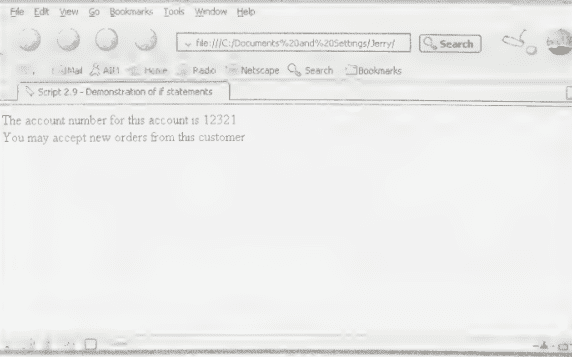 File Edit View Go Bookmarks Tools Window Help
file:///C:/Documents%20and%20Settings/Jerry/ Search
Mail AIM Home Radio Netscape Search Bookmarks
Script 2.9 - Demonstration of if statements
The account number for this account is 12321
You may accept new orders from this customer